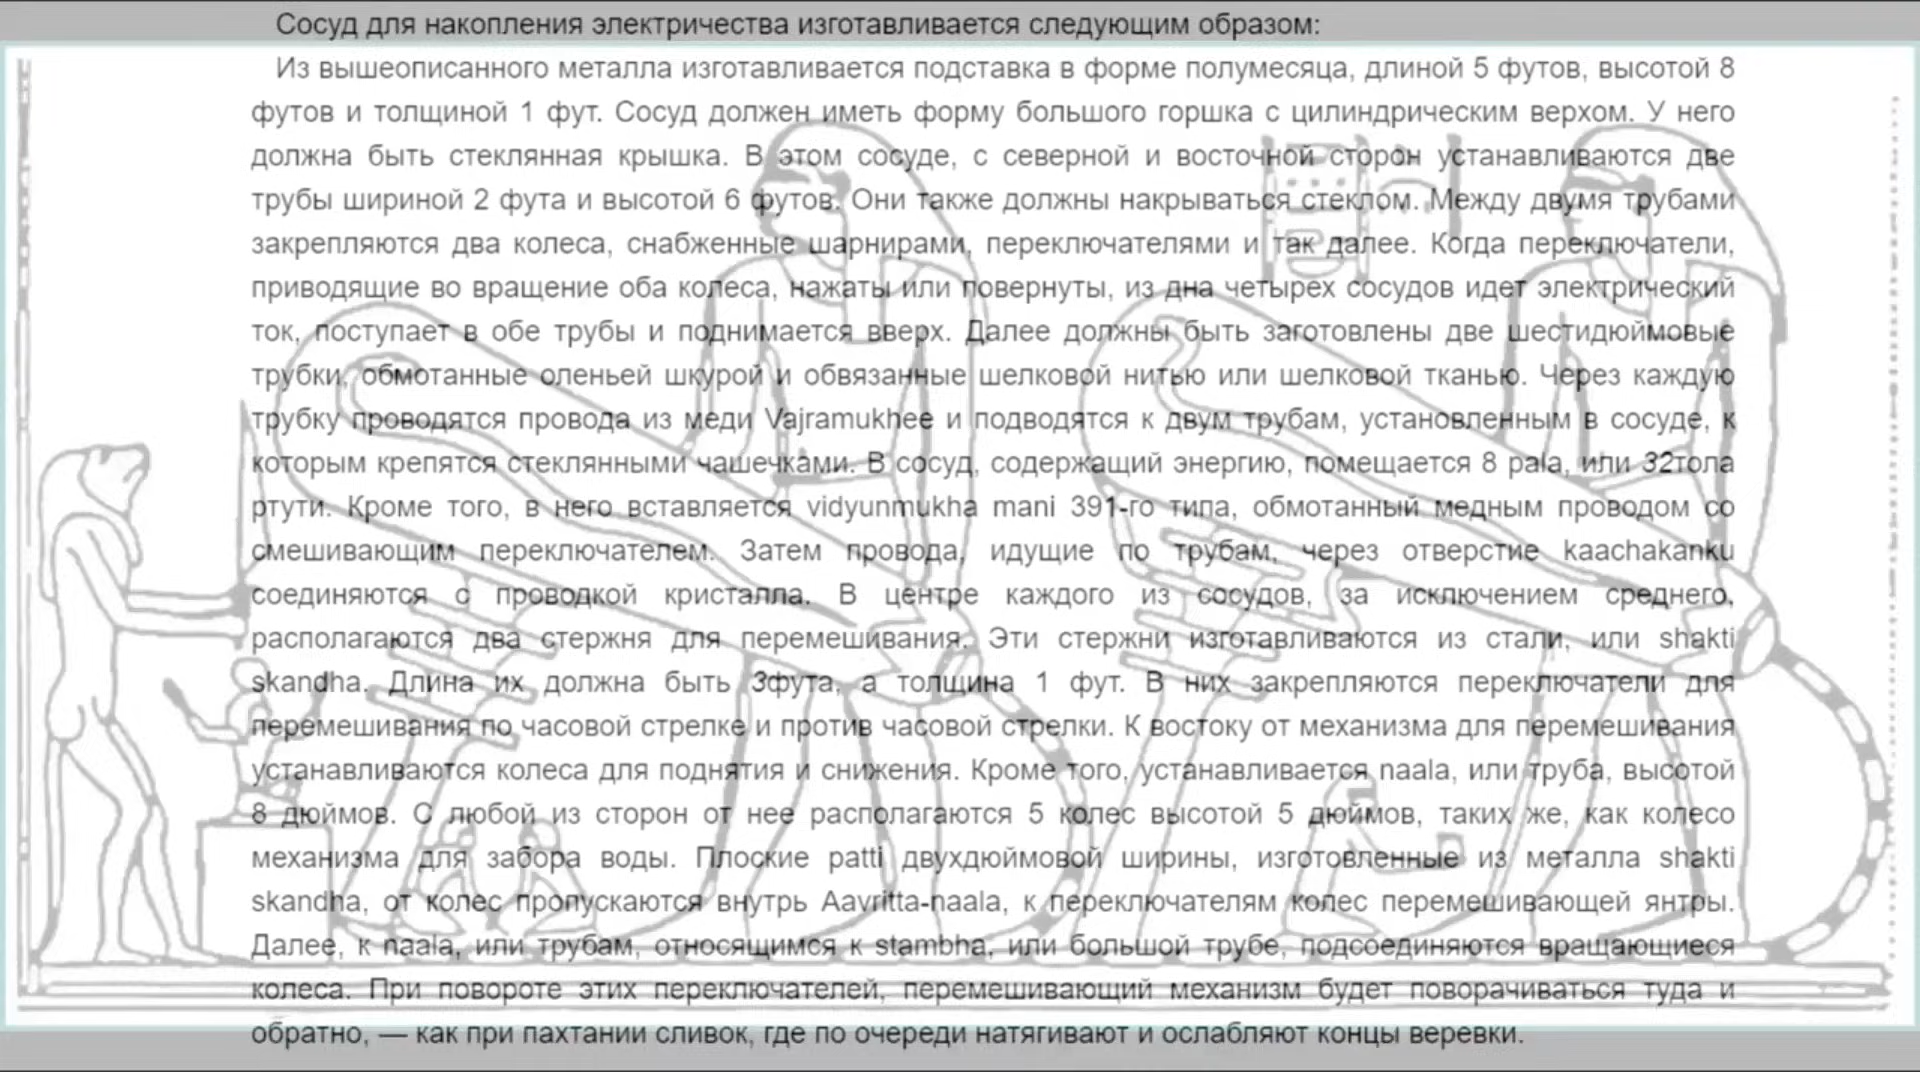 Сосуд для накопления электричества изготавливается следующим образом:
Из вышеописанного металла изготавливается подставка в форме полумесяца, длиной 5 футов, высотой 8
футов и толщиной 1 фут. Сосуд должен иметь форму большого горшка с цилиндрическим верхом. У него
должна быть стеклянная крышка. В этом сосуде, с северной и восточной сторон устанавливаются две
трубы шириной 2 фута и высотой 6 футов. Они также должны накрываться стеклом. Между двумя трубами
закрепляются два колеса, снабженные шарнирами, переключателями и так далее. Когда переключатели,
приводящие во вращение оба колеса, нажаты или повернуты, из дна четырех сосудов идет электрический
ток, поступает в обе трубы и поднимается вверх. Далее должны быть заготовлены две шестидюймовые
трубки, обмотанные оленьей шкурой и обвязанные шелковой нитью или шелковой тканью. Через каждую
трубку проводятся провода из меди Vajramukhee и подводятся к двум трубам, установленным в сосуде, к
которым крепятся стеклянными чашечками. В сосуд, содержащий энергию, помещается 8 pala, или 32тола
ртути. Кроме того, в него вставляется vidyunmukha mani 391-го типа, обмотанный медным проводом со
смешивающим переключателем. Затем провода, идущие по трубам, через отверстие kaachakanku
соединяются с проводкой кристалла. В центре каждого из сосудов, за исключением среднего,
располагаются два стержня для перемешивания. Эти стержни изготавливаются из стали, или shakti
skandha. Длина их должна быть 3фута, а толщина 1 фут. В них закрепляются переключатели для
перемешивания по часовой стрелке и против часовой стрелки. К востоку от механизма для перемешивания
устанавливаются колеса для поднятия и снижения. Кроме того, устанавливается naala, или труба, высотой
8 дюймов. С любой из сторон от нее располагаются 5 колес высотой 5 дюймов, таких же, как колесо
механизма для забора воды. Плоские patti двухдюймовой ширины, изготовленные из металла shakti
skandha, от колес пропускаются внутрь Aavritta-naala, к переключателям колес перемешивающей янтры.
Далее, к naala, или трубам, относящимся к stambha, или большой трубе, подсоединяются вращающиеся
колеса. При повороте этих переключателей, перемешивающий механизм будет поворачиваться туда и
обратно, — как при пахтании сливок, где по очереди натягивают и ослабляют концы веревки.